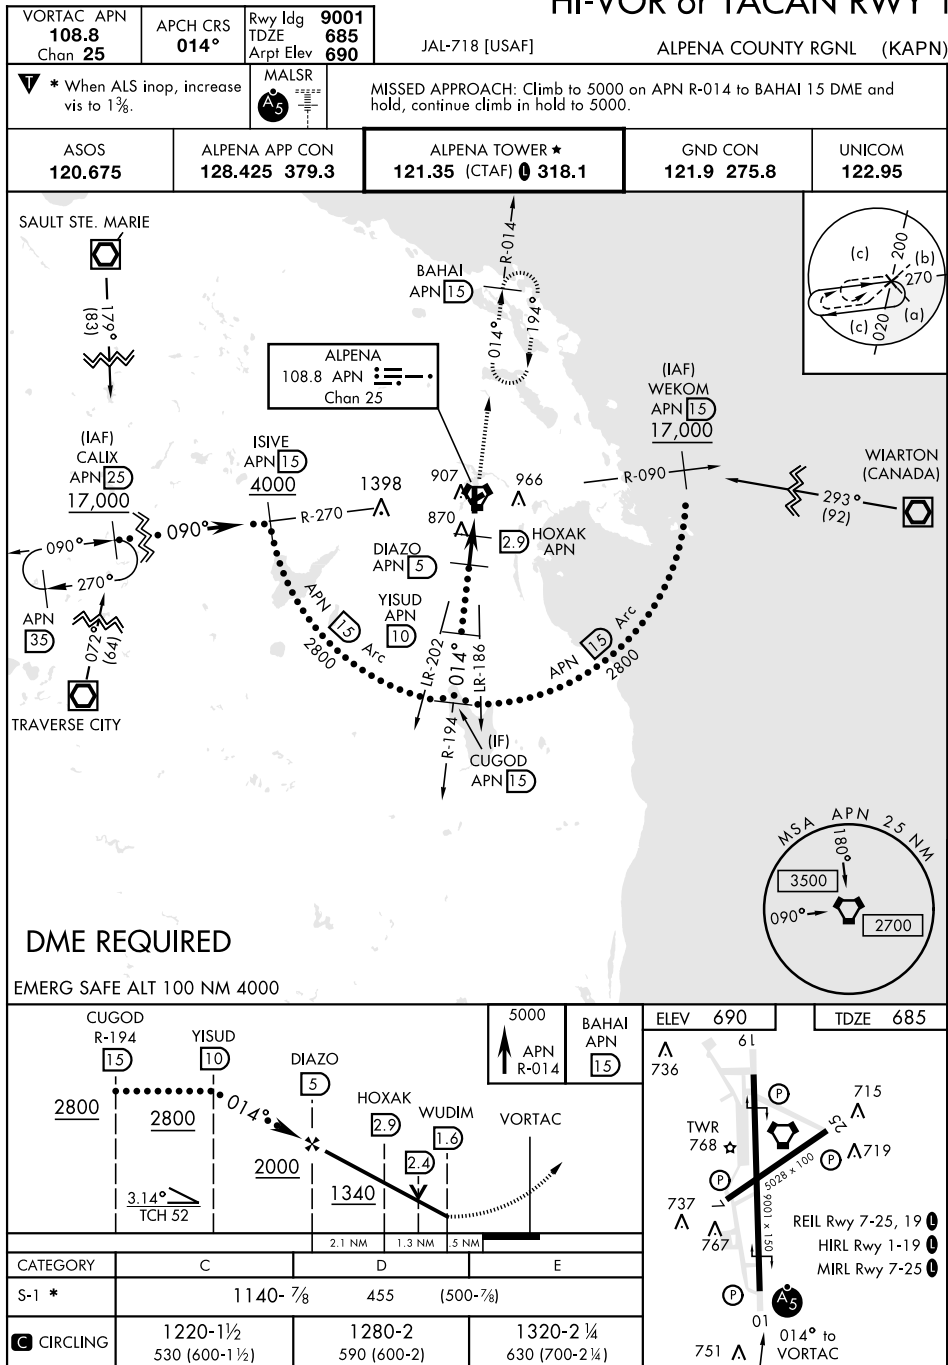 HI-VOR or TACAN RWY 1
VORTAC APN
108.8
Chan 25
APCH CRS
014°
Rwy ldg 9001
TDZE 685
Arpt Elev 690
JAL-718 [USAF]
ALPENA COUNTY RGNL (KAPN)
T
* When ALS inop, increase
vis to 1⅜.
MALSR
A5
MISSED APPROACH: Climb to 5000 on APN R-014 to BAHAI 15 DME and
hold, continue climb in hold to 5000.
ASOS
120.675
ALPENA APP CON
128.425 379.3
ALPENA TOWER ★
121.35 (CTAF) L 318.1
GND CON
121.9 275.8
UNICOM
122.95
SAULT STE. MARIE
179°
(83)
R-014
BAHAI
APN 15
014°
194°
(c)
200
(b)
270
(a)
(c)
020
ALPENA
108.8 APN
Chan 25
(IAF)
WEKOM
APN 15
17,000
(IAF)
CALIX
APN 25
17,000
ISIVE
APN 15
4000
1398
907
966
R-090
WIARTON
(CANADA)
293°
(92)
090°
R-270
870
2.9 HOXAK
APN
090°
270°
DIAZO
APN 5
APN
35
072°
(64)
YISUD
APN
10
APN 15 Arc
2800
APN 15 Arc
2800
LR-202
014°
LR-186
TRAVERSE CITY
R-194
(IF)
CUGOD
APN 15
MSA APN 25 NM
180°
3500
090°
2700
DME REQUIRED
EMERG SAFE ALT 100 NM 4000
CUGOD
R-194
15
YISUD
10
DIAZO
5
HOXAK
2.9
WUDIM
1.6
2.4
VORTAC
5000
APN
R-014
BAHAI
APN
15
2800
2800
014°
2000
1340
3.14°
TCH 52
2.1 NM
1.3 NM
.5 NM
ELEV 690
TDZE 685
736
19
P
715
25
TWR
768
P
719
P
5028 x 100
7
737
767
9001 x 150
REIL Rwy 7-25, 19 L
HIRL Rwy 1-19 L
MIRL Rwy 7-25 L
P
A5
01
751
014° to
VORTAC
CATEGORY
C
D
E
S-1 *
1140-⅞ 455 (500-⅞)
C CIRCLING
1220-1½
530 (600-1½)
1280-2
590 (600-2)
1320-2 ¼
630 (700-2¼)